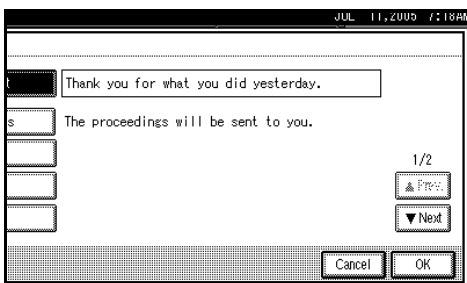 JUL 11,2005 7:18AM
t Thank you for what you did yesterday.
s The proceedings will be sent to you.
1/2
▲ Prev.
▼ Next
Cancel OK